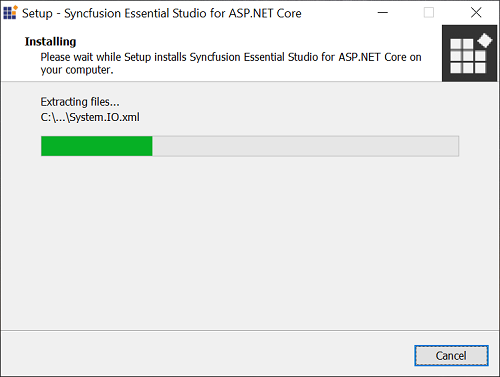 Setup - Syncfusion Essential Studio for ASP.NET Core
Installing
Please wait while Setup installs Syncfusion Essential Studio for ASP.NET Core on
your computer.
Extracting files...
C:\...\System.IO.xml
Cancel